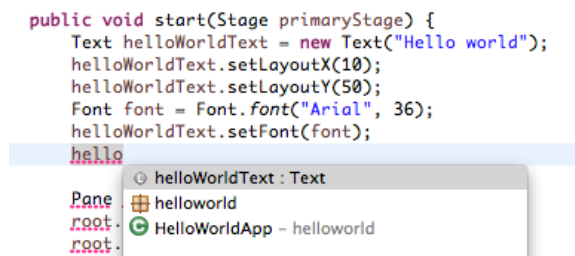 public void start(Stage primaryStage) {
Text helloWorldText = new Text("Hello world");
helloWorldText.setLayoutX(10);
helloWorldText.setLayoutY(50);
Font font = Font.font("Arial", 36);
helloWorldText.setFont(font);
hello
helloWorldText : Text
Pane
helloworld
root.
HelloWorldApp – helloworld
root.